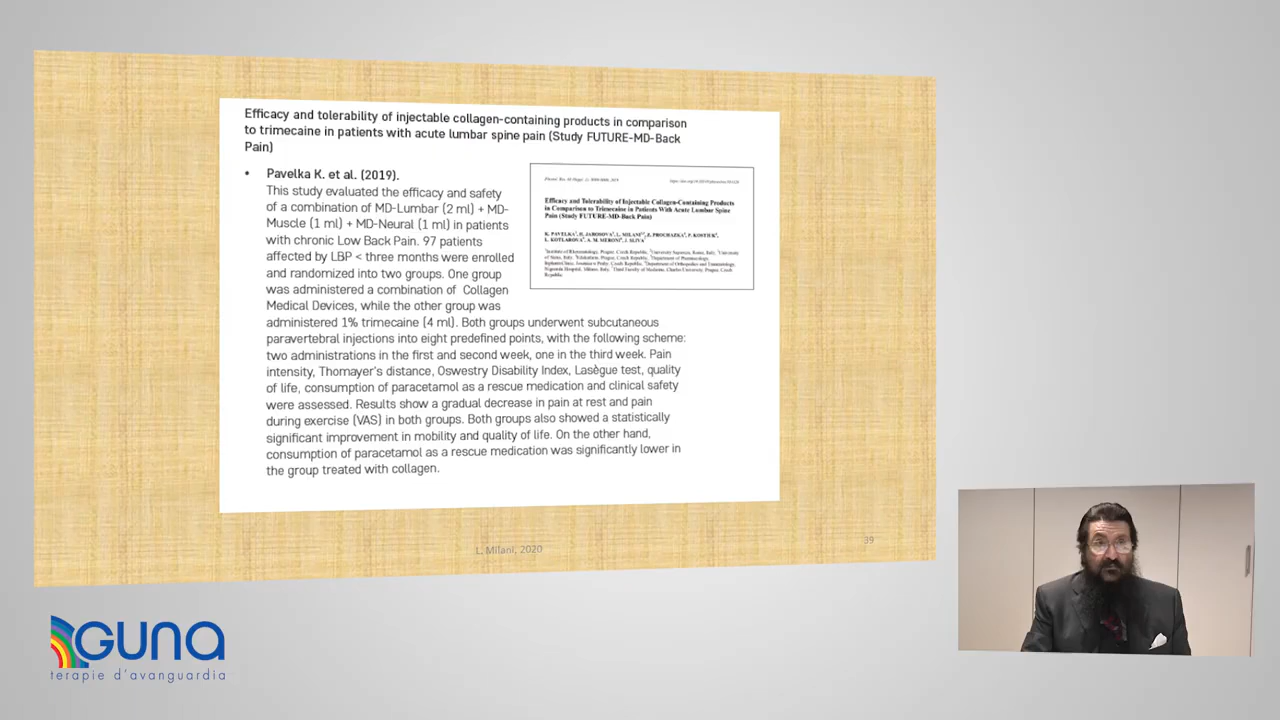 Efficacy and tolerability of injectable collagen-containing products in comparison
to trimecaine in patients with acute lumbar spine pain (Study FUTURE-MD-Back
Pain)
• Pavelka K. et al. (2019).
This study evaluated the efficacy and safety
of a combination of MD-Lumbar (2 ml) + MD-
Muscle (1 ml) + MD-Neural (1 ml) in patients
with chronic Low Back Pain. 97 patients
affected by LBP < three months were enrolled
and randomized into two groups. One group
was administered a combination of Collagen
Medical Devices, while the other group was
administered 1% trimecaine (4 ml). Both groups underwent subcutaneous
paravertebral injections into eight predefined points, with the following scheme:
two administrations in the first and second week, one in the third week. Pain
intensity, Thomayer's distance, Oswestry Disability Index, Lasègue test, quality
of life, consumption of paracetamol as a rescue medication and clinical safety
were assessed. Results show a gradual decrease in pain at rest and pain
during exercise (VAS) in both groups. Both groups also showed a statistically
significant improvement in mobility and quality of life. On the other hand,
consumption of paracetamol as a rescue medication was significantly lower in
the group treated with collagen.
Efficacy and Tolerability of Injectable Collagen-Containing Products
in Comparison to Trimecaine in Patients With Acute Lumbar Spine
Pain (Study FUTURE-MD-Back Pain)
L. Milani, 2020
39
GUNA
terapie d'avanguardia